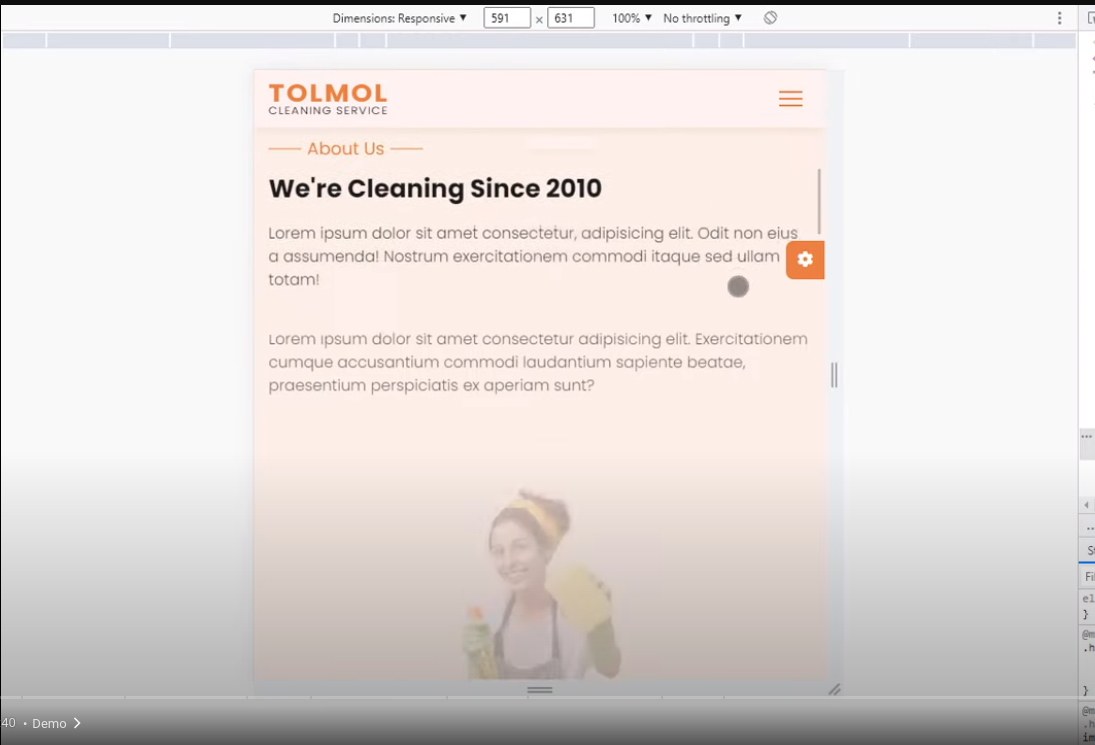 Dimensions: Responsive ▼ 591 × 631 100% ▼ No throttling ▼
TOLMOL
CLEANING SERVICE
About Us
We're Cleaning Since 2010
Lorem ipsum dolor sit amet consectetur, adipisicing elit. Odit non eius
a assumenda! Nostrum exercitationem commodi itaque sed ullam
totam!
Lorem ipsum dolor sit amet consectetur adipisicing elit. Exercitationem
cumque accusantium commodi laudantium sapiente beatae,
praesentium perspiciatis ex aperiam sunt?
el
}
@m
.h
}
@m
.h
im
40 • Demo